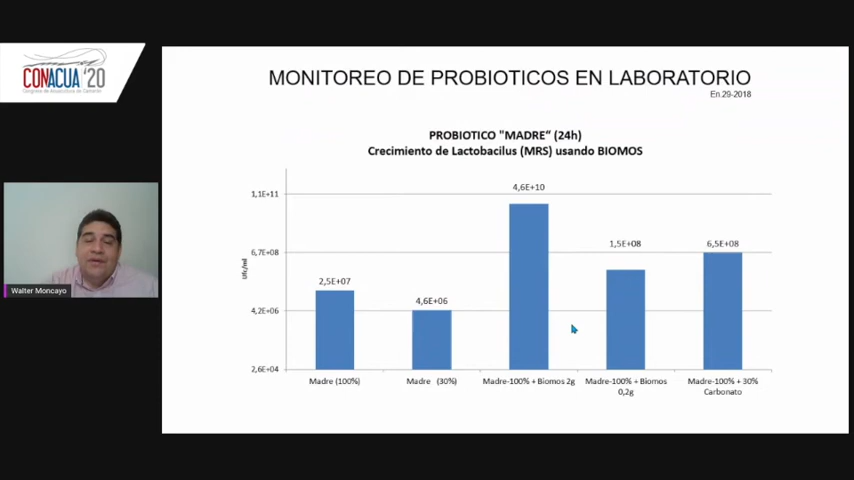 CONACUA '20
MONITOREO DE PROBIOTICOS EN LABORATORIO
En.29-2018
PROBIOTICO "MADRE“ (24h)
Crecimiento de Lactobacilus (MRS) usando BIOMOS
4,6E+10
1,1E+11
1,5E+08
6,5E+08
6,7E+08
Ufc/ml
2,5E+07
4,6E+06
4,2E+06
Walter Moncayo
2,6E+04
Madre (100%)
Madre (30%)
Madre-100% + Biomos 2g
Madre-100% + Biomos
0,2g
Madre-100% + 30%
Carbonato